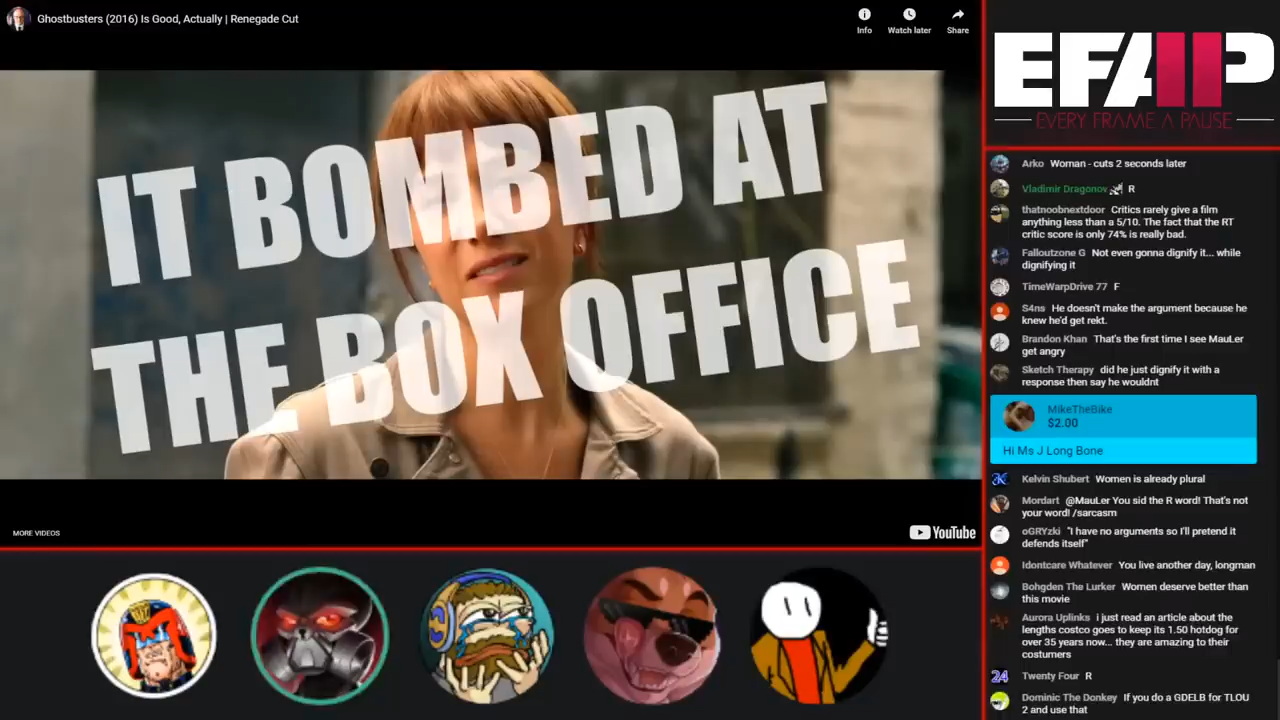 Ghostbusters (2016) Is Good, Actually | Renegade Cut
Info
Watch later
Share
IT BOMBED AT
THE BOX OFFICE
MORE VIDEOS
YouTube
EFAP
EVERY FRAME A PAUSE
Arko Woman - cuts 2 seconds later
Vladimir Dragonov R
thatnoobnextdoor Critics rarely give a film
anything less than a 5/10. The fact that the RT
critic score is only 74% is really bad.
Falloutzone G Not even gonna dignify it... while
dignifying it
TimeWarpDrive 77 F
S4ns He doesn't make the argument because he
knew he'd get rekt.
Brandon Khan That's the first time I see MauLer
get angry
Sketch Therapy did he just dignify it with a
response then say he wouldnt
MikeTheBike
$2.00
Hi Ms J Long Bone
Kelvin Shubert Women is already plural
Mordart @MauLer You sid the R word! That's not
your word! /sarcasm
oGRYzki "I have no arguments so I'll pretend it
defends itself"
Idontcare Whatever You live another day, longman
Bohgden The Lurker Women deserve better than
this movie
Aurora Uplinks i just read an article about the
lengths costco goes to keep its 1.50 hotdog for
over 35 years now... they are amazing to their
costumers
24 Twenty Four R
Dominic The Donkey If you do a GDELB for TLOU
2 and use that